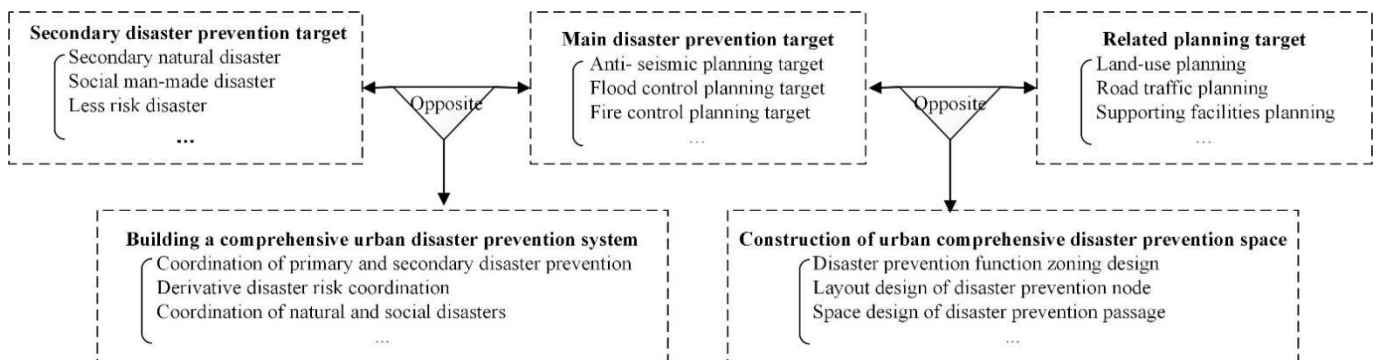 Secondary disaster prevention target
Secondary natural disaster
Social man-made disaster
Less risk disaster
...
Opposite
Main disaster prevention target
Anti- seismic planning target
Flood control planning target
Fire control planning target
...
Opposite
Related planning target
Land-use planning
Road traffic planning
Supporting facilities planning
...
Building a comprehensive urban disaster prevention system
Coordination of primary and secondary disaster prevention
Derivative disaster risk coordination
Coordination of natural and social disasters
...
Construction of urban comprehensive disaster prevention space
Disaster prevention function zoning design
Layout design of disaster prevention node
Space design of disaster prevention passage
...